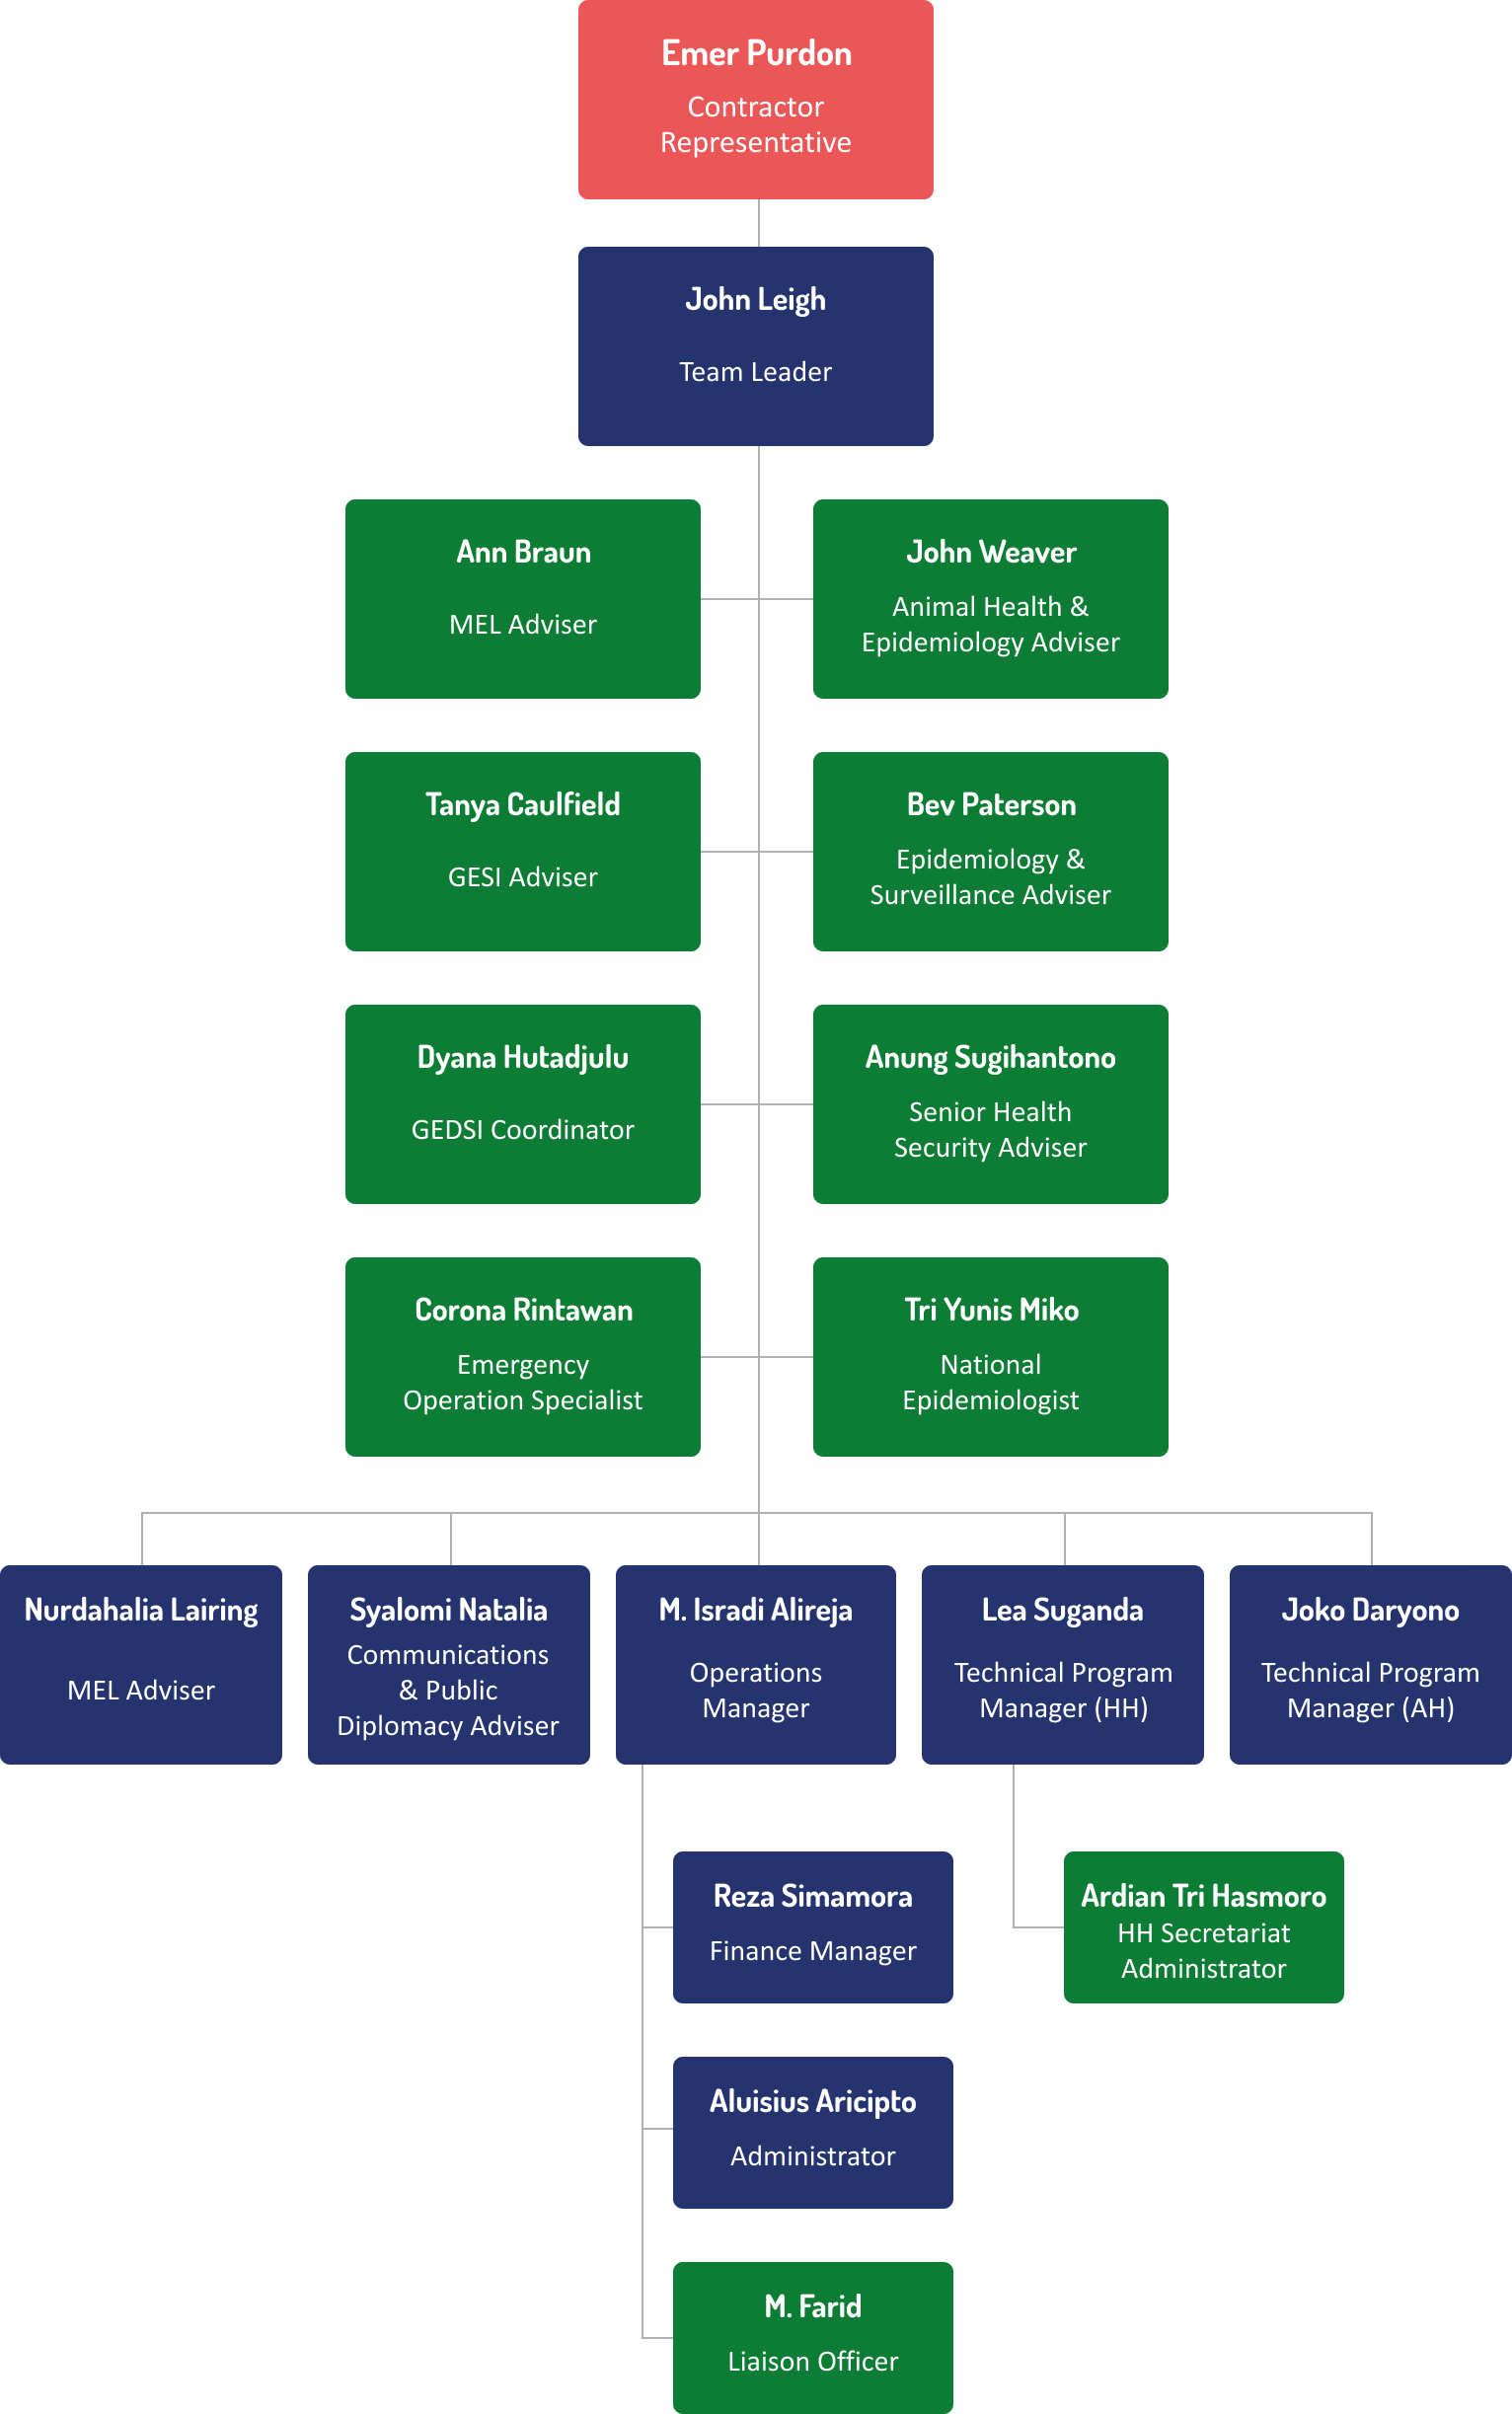 Emer Purdon
Contractor
Representative
John Leigh
Team Leader
Ann Braun
MEL Adviser
John Weaver
Animal Health &
Epidemiology Adviser
Tanya Caulfield
GESI Adviser
Bev Paterson
Epidemiology &
Surveillance Adviser
Dyana Hutadjulu
GEDSI Coordinator
Anung Sugihantono
Senior Health
Security Adviser
Corona Rintawan
Emergency
Operation Specialist
Tri Yunis Miko
National
Epidemiologist
Nurdahalia Lairing
MEL Adviser
Syalomi Natalia
Communications
& Public
Diplomacy Adviser
M. Isradi Alireja
Operations
Manager
Lea Suganda
Technical Program
Manager (HH)
Joko Daryono
Technical Program
Manager (AH)
Reza Simamora
Finance Manager
Ardian Tri Hasmoro
HH Secretariat
Administrator
Aluisius Aricipto
Administrator
M. Farid
Liaison Officer